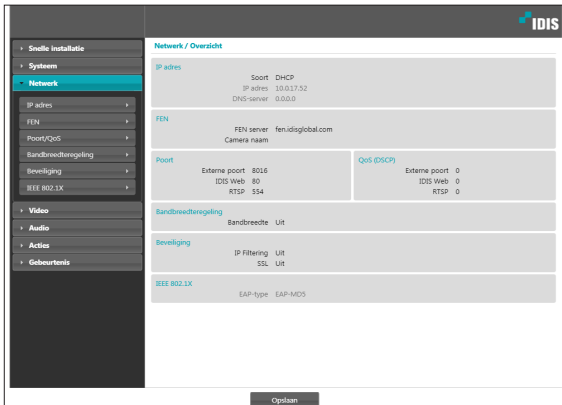 IDIS
Snelle installatie
Systeem
Netwerk
IP adres
FEN
Poort/QoS
Bandbreedteregeling
Beveiliging
IEEE 802.1X
Video
Audio
Acties
Gebeurtenis
Netwerk / Overzicht
IP adres
Soort DHCP
IP adres 10.0.17.52
DNS-server 0.0.0.0
FEN
FEN server fen.idisglobal.com
Camera naam
Poort
Externe poort 8016
IDIS Web 80
RTSP 554
QoS (DSCP)
Externe poort 0
IDIS Web 0
RTSP 0
Bandbreedteregeling
Bandbreedte Uit
Beveiliging
IP Filtering Uit
SSL Uit
IEEE 802.1X
EAP-type EAP-MD5
Opslaan